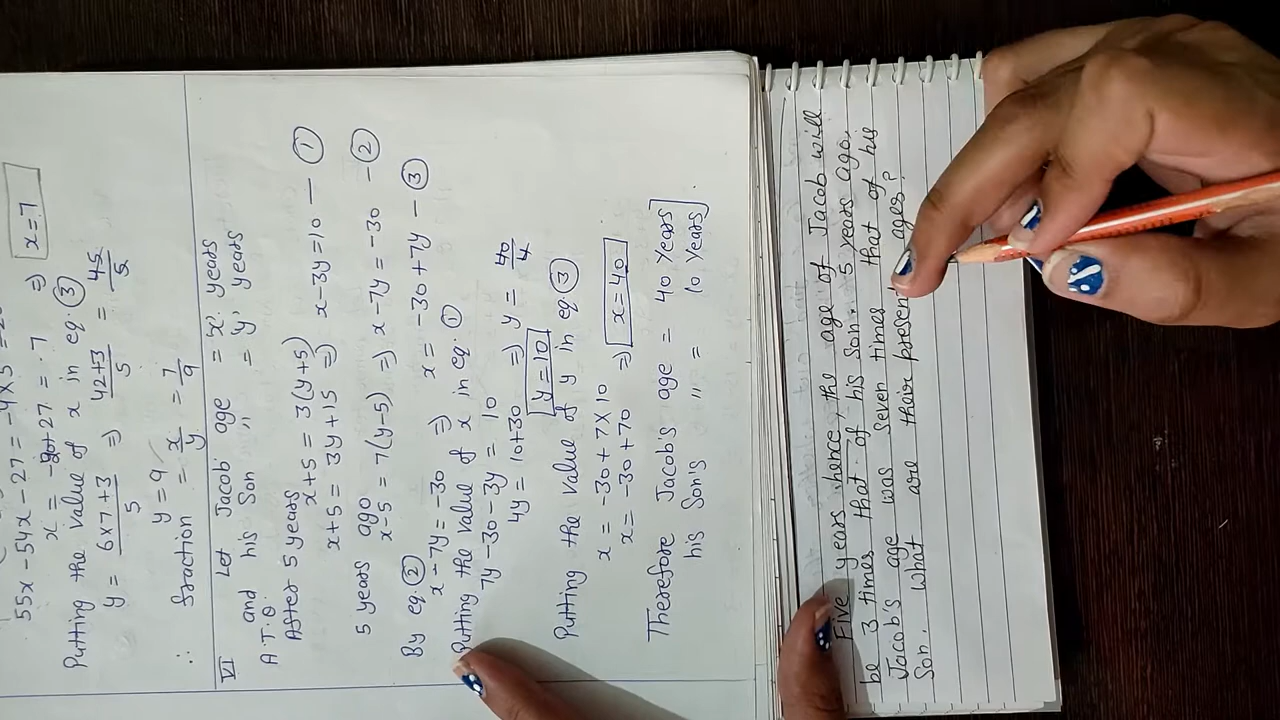 55x - 54x - 27 = -4 x 5
x = -20 + 27 = 7 ⇒ x = 7
Putting the value of x in eq. ③
y = 6x7+3/5 ⇒ 42+3/5 = 45/5
y = 9
∴ fraction = x/y = 7/9
VI Let Jacob age = 'x' years
and his Son " = 'y' years
A.T.Q.
After 5 years
x+5 = 3(y+5)
x+5 = 3y+15 ⇒ x-3y=10 - ①
5 years ago
x-5 = 7(y-5) ⇒ x-7y = -30 - ②
By eq. ②
x - 7y = -30 ⇒ x = -30+7y - ③
Putting the value of x in eq. ①
7y-30-3y = 10
4y = 10+30 ⇒ y = 40/4
y=10
Putting the value of y in eq ③
x = -30+7x10
x = -30+70 ⇒ x=40
Therefore Jacob's age = 40 years
his Son's " = 10 years
Five years hence, the age of Jacob will
be 3 times that of his Son. 5 years ago,
Jacob's age was seven times that of his
Son. What are their present ages?